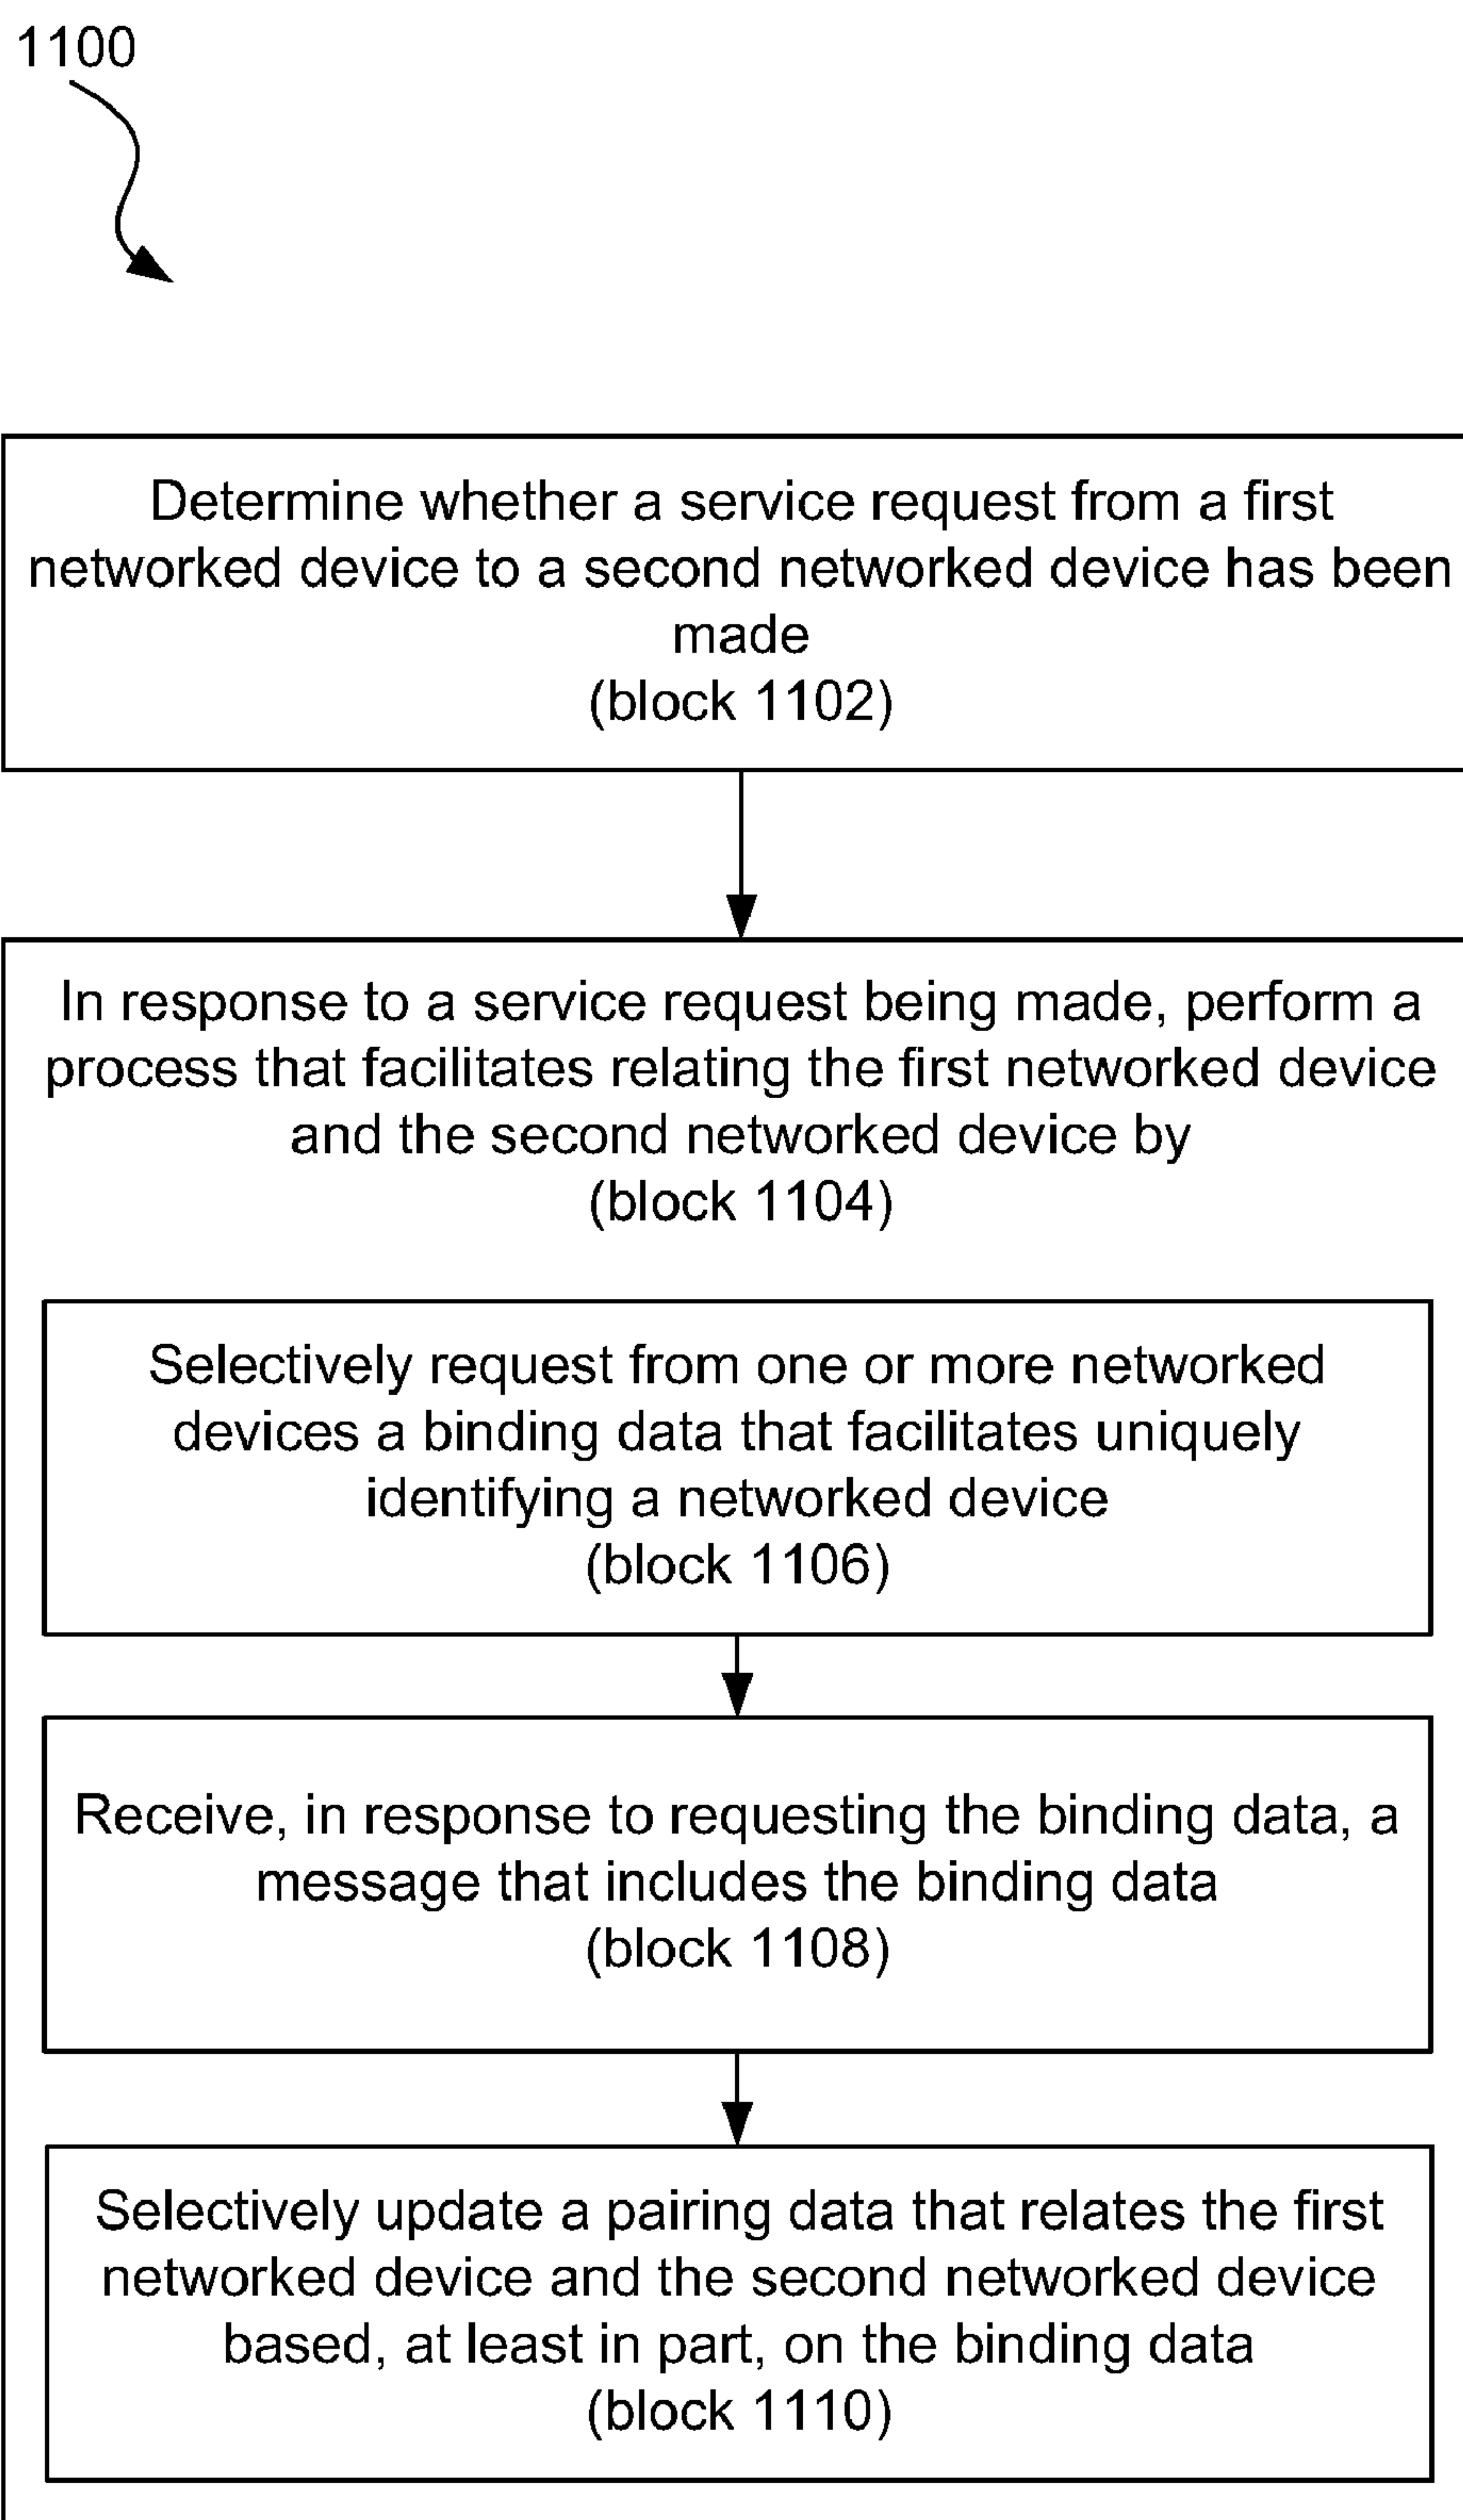 1100
Determine whether a service request from a first
networked device to a second networked device has been
made
(block 1102)
In response to a service request being made, perform a
process that facilitates relating the first networked device
and the second networked device by
(block 1104)
Selectively request from one or more networked
devices a binding data that facilitates uniquely
identifying a networked device
(block 1106)
Receive, in response to requesting the binding data, a
message that includes the binding data
(block 1108)
Selectively update a pairing data that relates the first
networked device and the second networked device
based, at least in part, on the binding data
(block 1110)